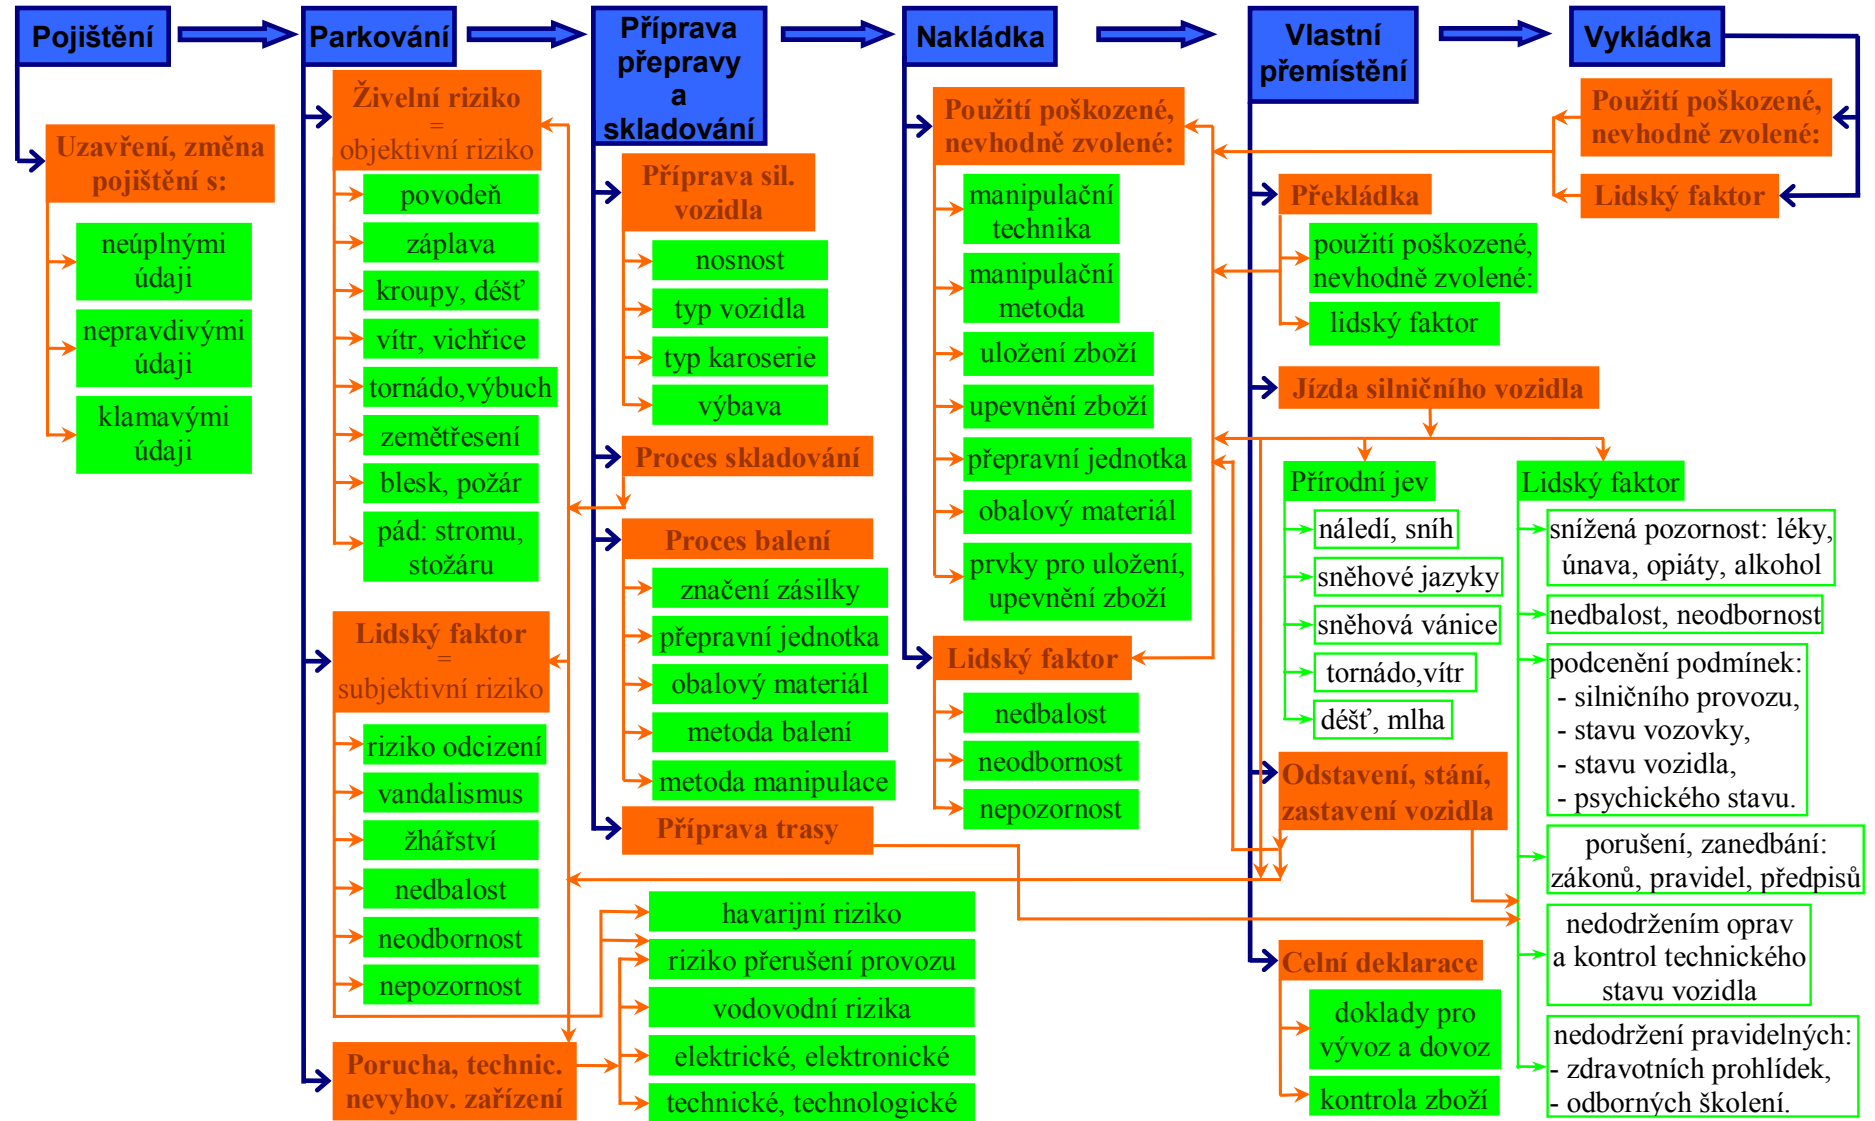 Pojištění
Uzavření, změna
pojištění s:
neúplnými
údaji
nepravdivými
údaji
klamavými
údaji
Parkování
Živelní riziko
=
objektivní riziko
povodeň
záplava
kroupy, déšť
vítr, vichřice
tornádo,výbuch
zemětřesení
blesk, požár
pád: stromu,
stožáru
Lidský faktor
=
subjektivní riziko
riziko odcizení
vandalismus
žhářství
nedbalost
neodbornost
nepozornost
Porucha, technic.
nevyhov. zařízení
havarijní riziko
riziko přerušení provozu
vodovodní rizika
elektrické, elektronické
technické, technologické
Příprava
přepravy
a
skladování
Příprava sil.
vozidla
nosnost
typ vozidla
typ karoserie
výbava
Proces skladování
Proces balení
značení zásilky
přepravní jednotka
obalový materiál
metoda balení
metoda manipulace
Příprava trasy
Nakládka
Použití poškozené,
nevhodně zvolené:
manipulační
technika
manipulační
metoda
uložení zboží
upevnění zboží
přepravní jednotka
obalový materiál
prvky pro uložení,
upevnění zboží
Lidský faktor
nedbalost
neodbornost
nepozornost
Vlastní
přemístění
Překládka
použití poškozené,
nevhodně zvolené:
lidský faktor
Jízda silničního vozidla
Přírodní jev
náledí, sníh
sněhové jazyky
sněhová vánice
tornádo,vítr
déšť, mlha
Lidský faktor
snížená pozornost: léky,
únava, opiáty, alkohol
nedbalost, neodbornost
podcenění podmínek:
- silničního provozu,
- stavu vozovky,
- stavu vozidla,
- psychického stavu.
porušení, zanedbání:
zákonů, pravidel, předpisů
nedodržením oprav
a kontrol technického
stavu vozidla
nedodržení pravidelných:
- zdravotních prohlídek,
- odborných školení.
Odstavení, stání,
zastavení vozidla
Celní deklarace
doklady pro
vývoz a dovoz
kontrola zboží
Vykládka
Použití poškozené,
nevhodně zvolené:
Lidský faktor